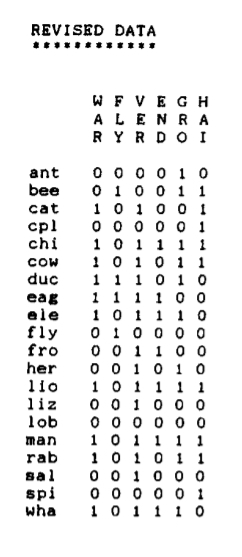 REVISED DATA
************
W F V E G H
A L E N R A
R Y R D O I
ant 0 0 0 0 1 0
bee 0 1 0 0 1 1
cat 1 0 1 0 0 1
cpl 0 0 0 0 0 1
chi 1 0 1 1 1 1
cow 1 0 1 0 1 1
duc 1 1 1 0 1 0
eag 1 1 1 1 0 0
ele 1 0 1 1 1 0
fly 0 1 0 0 0 0
fro 0 0 1 1 0 0
her 0 0 1 0 1 0
lio 1 0 1 1 1 1
liz 0 0 1 0 0 0
lob 0 0 0 0 0 0
man 1 0 1 1 1 1
rab 1 0 1 0 1 1
sal 0 0 1 0 0 0
spi 0 0 0 0 0 1
wha 1 0 1 1 1 0